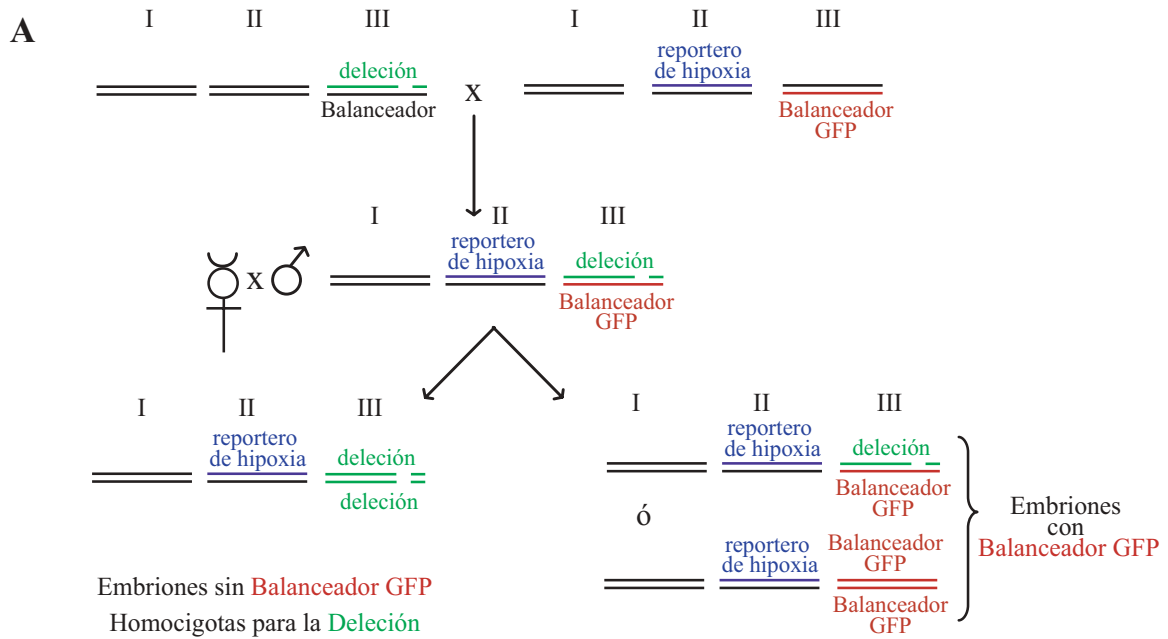 A
I II III
deleción
Balanceador
X
I II III
reportero
de hipoxia
Balanceador
GFP
I II III
X
reportero
de hipoxia
deleción
Balanceador
GFP
I II III
reportero
de hipoxia
deleción
deleción
Embriones sin Balanceador GFP
Homocigotas para la Deleción
I II III
reportero
de hipoxia
deleción
Balanceador
GFP
ó
reportero
de hipoxia
Balanceador
GFP
Balanceador
GFP
Embriones
con
Balanceador GFP